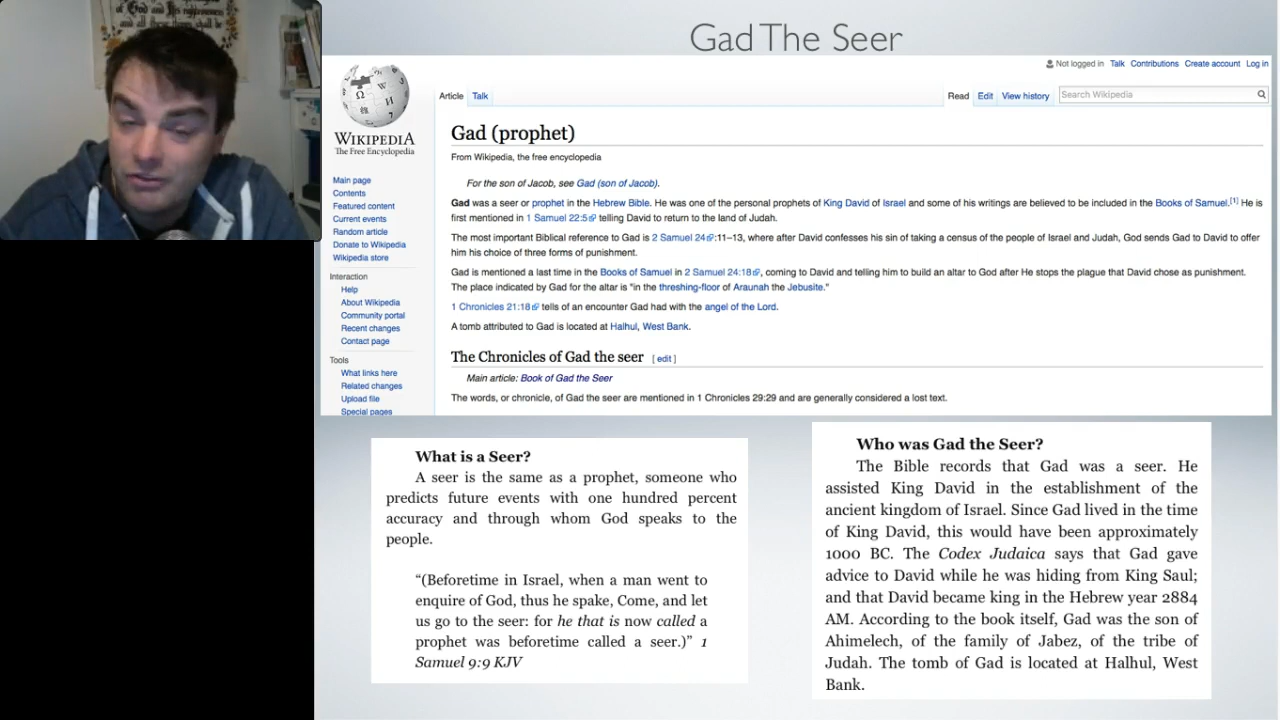 of the Go
righteousness
and all these things shall be
Gad The Seer
Not logged in Talk Contributions Create account Log in
Article Talk Read Edit View history Search Wikipedia
WIKIPEDIA
The Free Encyclopedia
Main page
Contents
Featured content
Current events
Random article
Donate to Wikipedia
Wikipedia store
Interaction
Help
About Wikipedia
Community portal
Recent changes
Contact page
Tools
What links here
Related changes
Upload file
Special pages
Gad (prophet)
From Wikipedia, the free encyclopedia
For the son of Jacob, see Gad (son of Jacob).
Gad was a seer or prophet in the Hebrew Bible. He was one of the personal prophets of King David of Israel and some of his writings are believed to be included in the Books of Samuel.[1] He is
first mentioned in 1 Samuel 22:5 telling David to return to the land of Judah.
The most important Biblical reference to Gad is 2 Samuel 24:11–13, where after David confesses his sin of taking a census of the people of Israel and Judah, God sends Gad to David to offer
him his choice of three forms of punishment.
Gad is mentioned a last time in the Books of Samuel in 2 Samuel 24:18, coming to David and telling him to build an altar to God after He stops the plague that David chose as punishment.
The place indicated by Gad for the altar is "in the threshing-floor of Araunah the Jebusite."
1 Chronicles 21:18 tells of an encounter Gad had with the angel of the Lord.
A tomb attributed to Gad is located at Halhul, West Bank.
The Chronicles of Gad the seer [ edit ]
Main article: Book of Gad the Seer
The words, or chronicle, of Gad the seer are mentioned in 1 Chronicles 29:29 and are generally considered a lost text.
What is a Seer?
A seer is the same as a prophet, someone who
predicts future events with one hundred percent
accuracy and through whom God speaks to the
people.
“(Beforetime in Israel, when a man went to
enquire of God, thus he spake, Come, and let
us go to the seer: for he that is now called a
prophet was beforetime called a seer.)” 1
Samuel 9:9 KJV
Who was Gad the Seer?
The Bible records that Gad was a seer. He
assisted King David in the establishment of the
ancient kingdom of Israel. Since Gad lived in the time
of King David, this would have been approximately
1000 BC. The Codex Judaica says that Gad gave
advice to David while he was hiding from King Saul;
and that David became king in the Hebrew year 2884
AM. According to the book itself, Gad was the son of
Ahimelech, of the family of Jabez, of the tribe of
Judah. The tomb of Gad is located at Halhul, West
Bank.